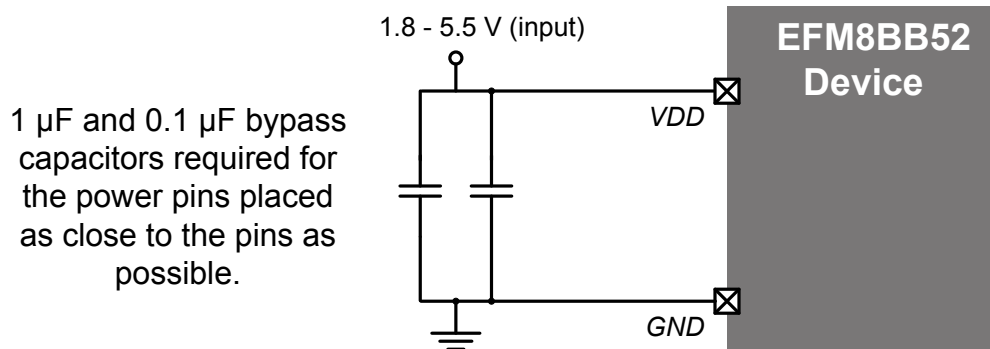 1.8 - 5.5 V (input)
EFM8BB52
Device
VDD
1 µF and 0.1 µF bypass
capacitors required for
the power pins placed
as close to the pins as
possible.
GND